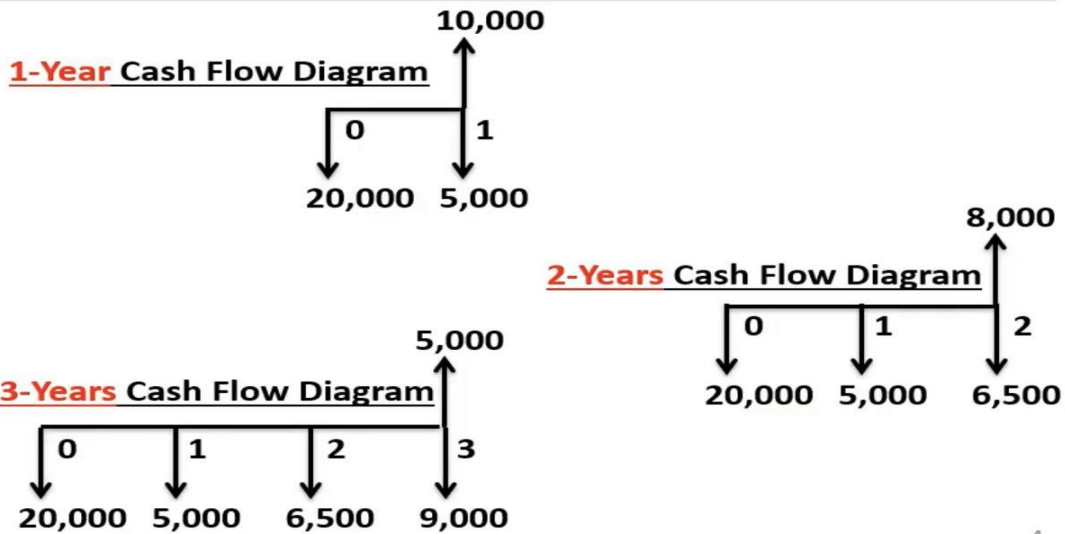 10,000
1-Year Cash Flow Diagram
0 1
20,000 5,000
8,000
2-Years Cash Flow Diagram
0 1 2
20,000 5,000 6,500
5,000
3-Years Cash Flow Diagram
0 1 2 3
20,000 5,000 6,500 9,000